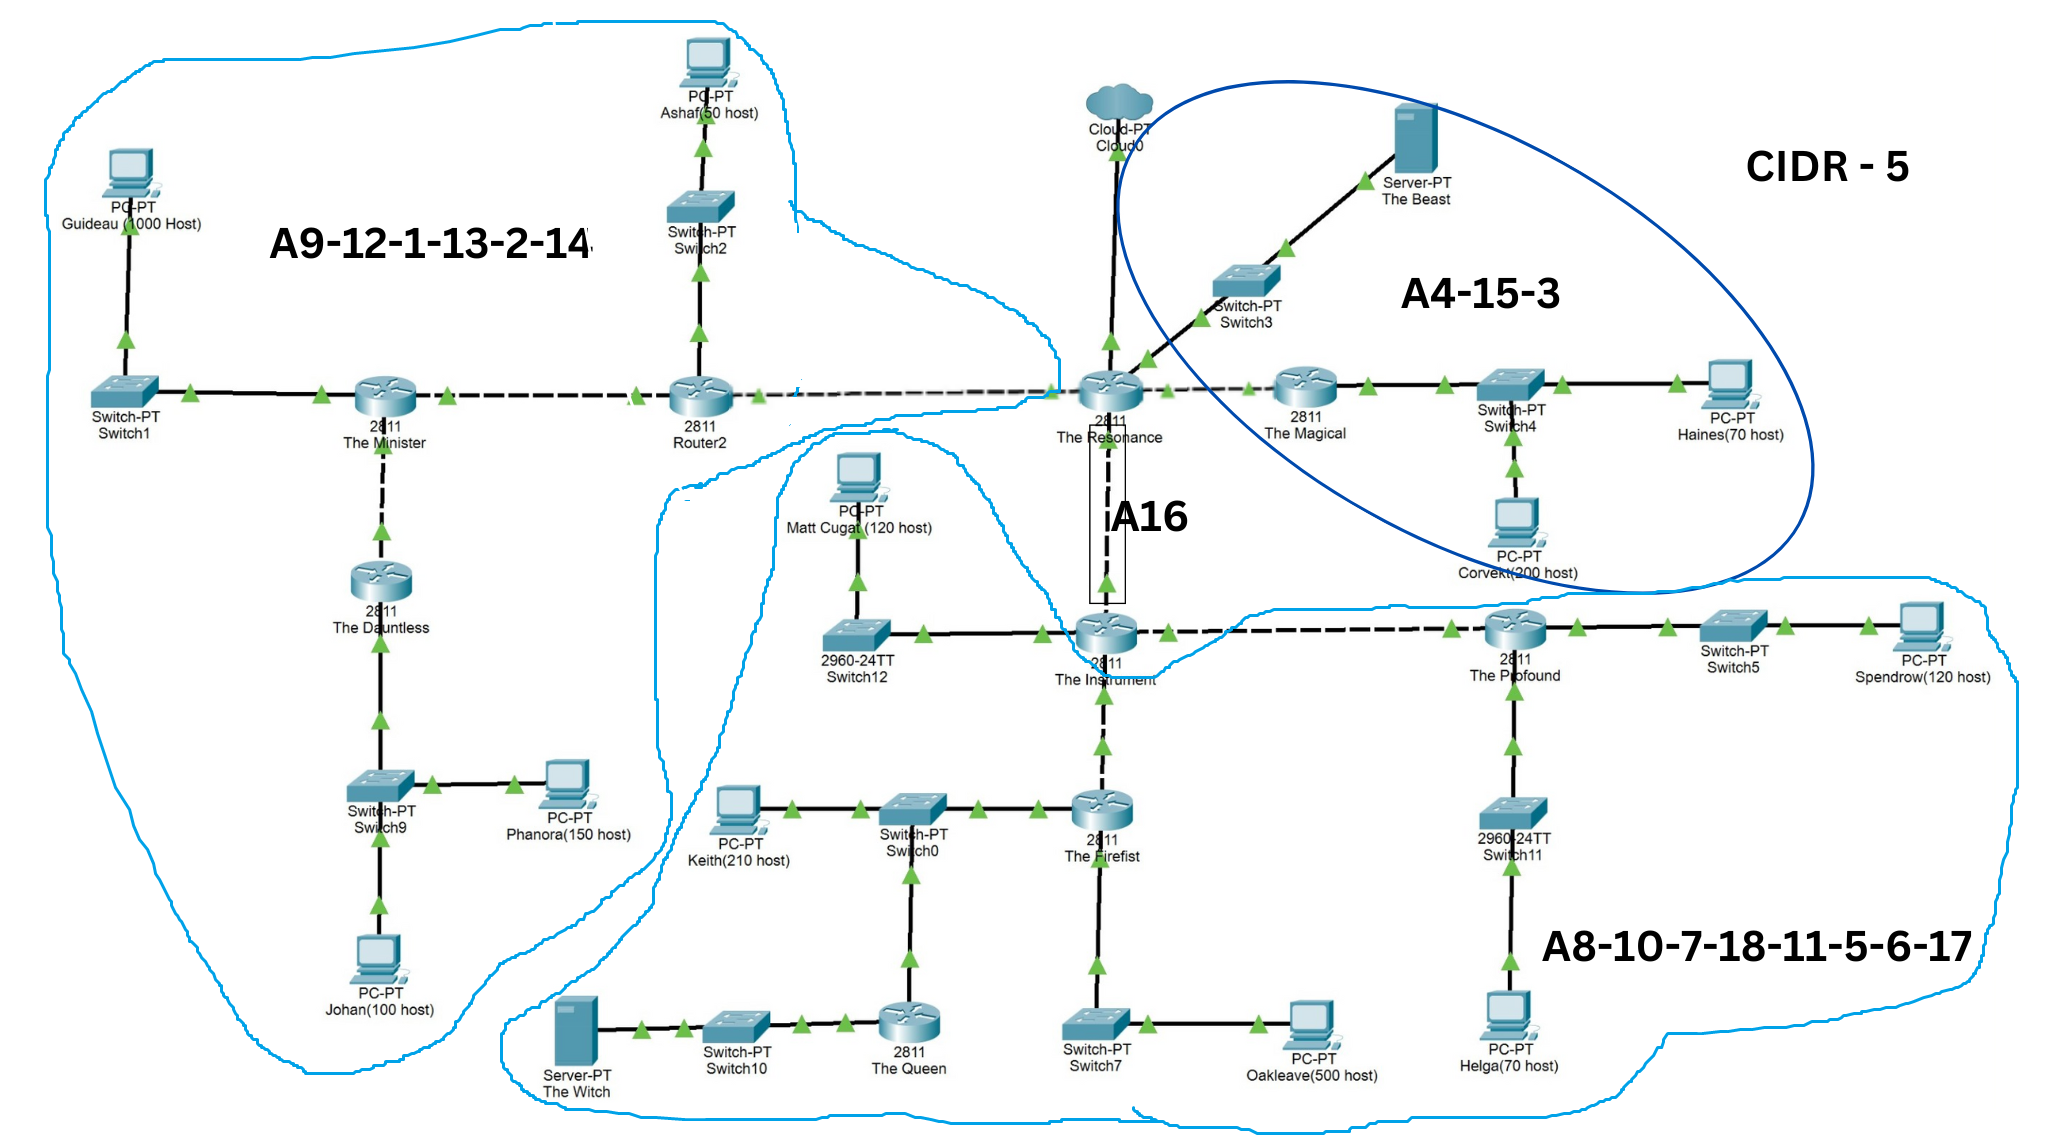 PC-PT
Ashaf(50 host)
Cloud-PT
Cloud0
CIDR - 5
Server-PT
The Beast
PC-PT
Guideau (1000 Host)
A9-12-1-13-2-14
Switch-PT
Switch2
Switch-PT
Switch3
A4-15-3
Switch-PT
Switch1
2811
The Minister
2811
Router2
2811
The Resonance
2811
The Magical
Switch-PT
Switch4
PC-PT
Haines(70 host)
PC-PT
Matt Cugat (120 host)
A16
PC-PT
Corvekt(200 host)
2811
The Dauntless
2960-24TT
Switch12
2811
The Instrument
2811
The Profound
Switch-PT
Switch5
PC-PT
Spendrow(120 host)
Switch-PT
Switch9
PC-PT
Phanora(150 host)
PC-PT
Keith(210 host)
Switch-PT
Switch0
2811
The Firefist
2960-24TT
Switch11
A8-10-7-18-11-5-6-17
PC-PT
Johan(100 host)
Server-PT
The Witch
Switch-PT
Switch10
2811
The Queen
Switch-PT
Switch7
PC-PT
Oakleave(500 host)
PC-PT
Helga(70 host)